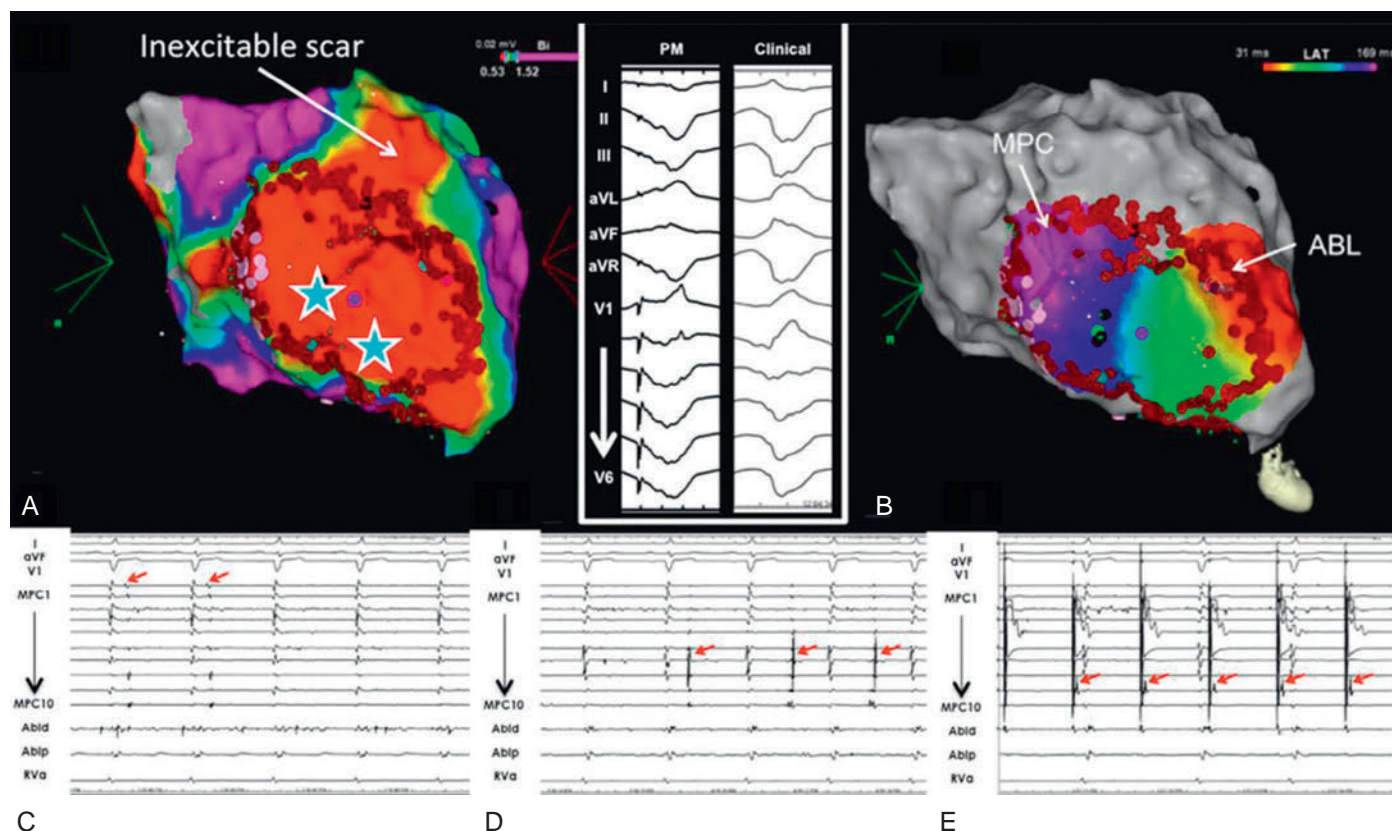 Inexcitable scar
0.02 mV Bi
0.53 1.52
A
PM Clinical
I
II
III
aVL
aVF
aVR
V1
V6
31 ms LAT 169 ms
MPC
ABL
B
I
aVF
V1
MPC1
MPC10
Abld
Ablp
RVa
C
I
aVF
V1
MPC1
MPC10
Abld
Ablp
RVa
D
I
aVF
V1
MPC1
MPC10
Abld
Ablp
RVa
E